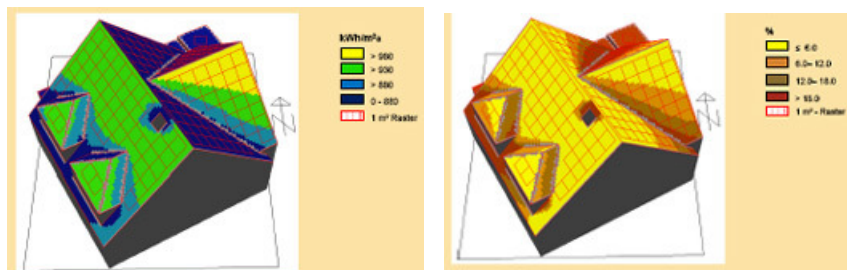 kWh/m²a
> 980
> 930
> 880
0 - 880
1 m² Raster
N
%
≤ 6.0
6.0– 12.0
12.0– 18.0
> 18.0
1 m² - Raster
N